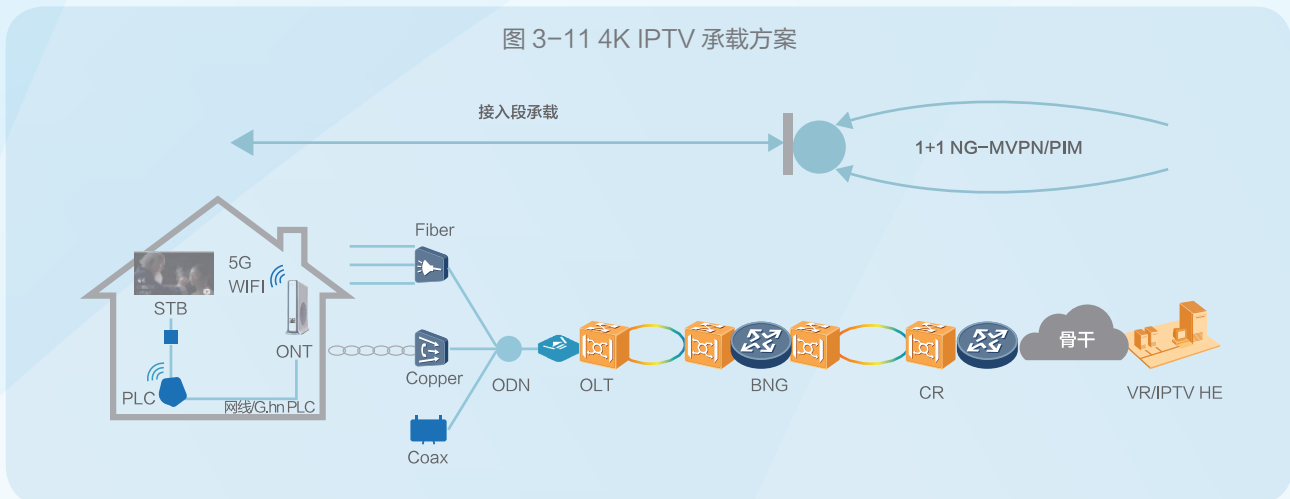 图 3-11 4K IPTV 承载方案
接入段承载
1+1 NG-MVPN/PIM
Fiber
5G
WIFI
STB
ONT
PLC
网线/G.hn PLC
Copper
Coax
ODN
OLT
BNG
CR
骨干
VR/IPTV HE